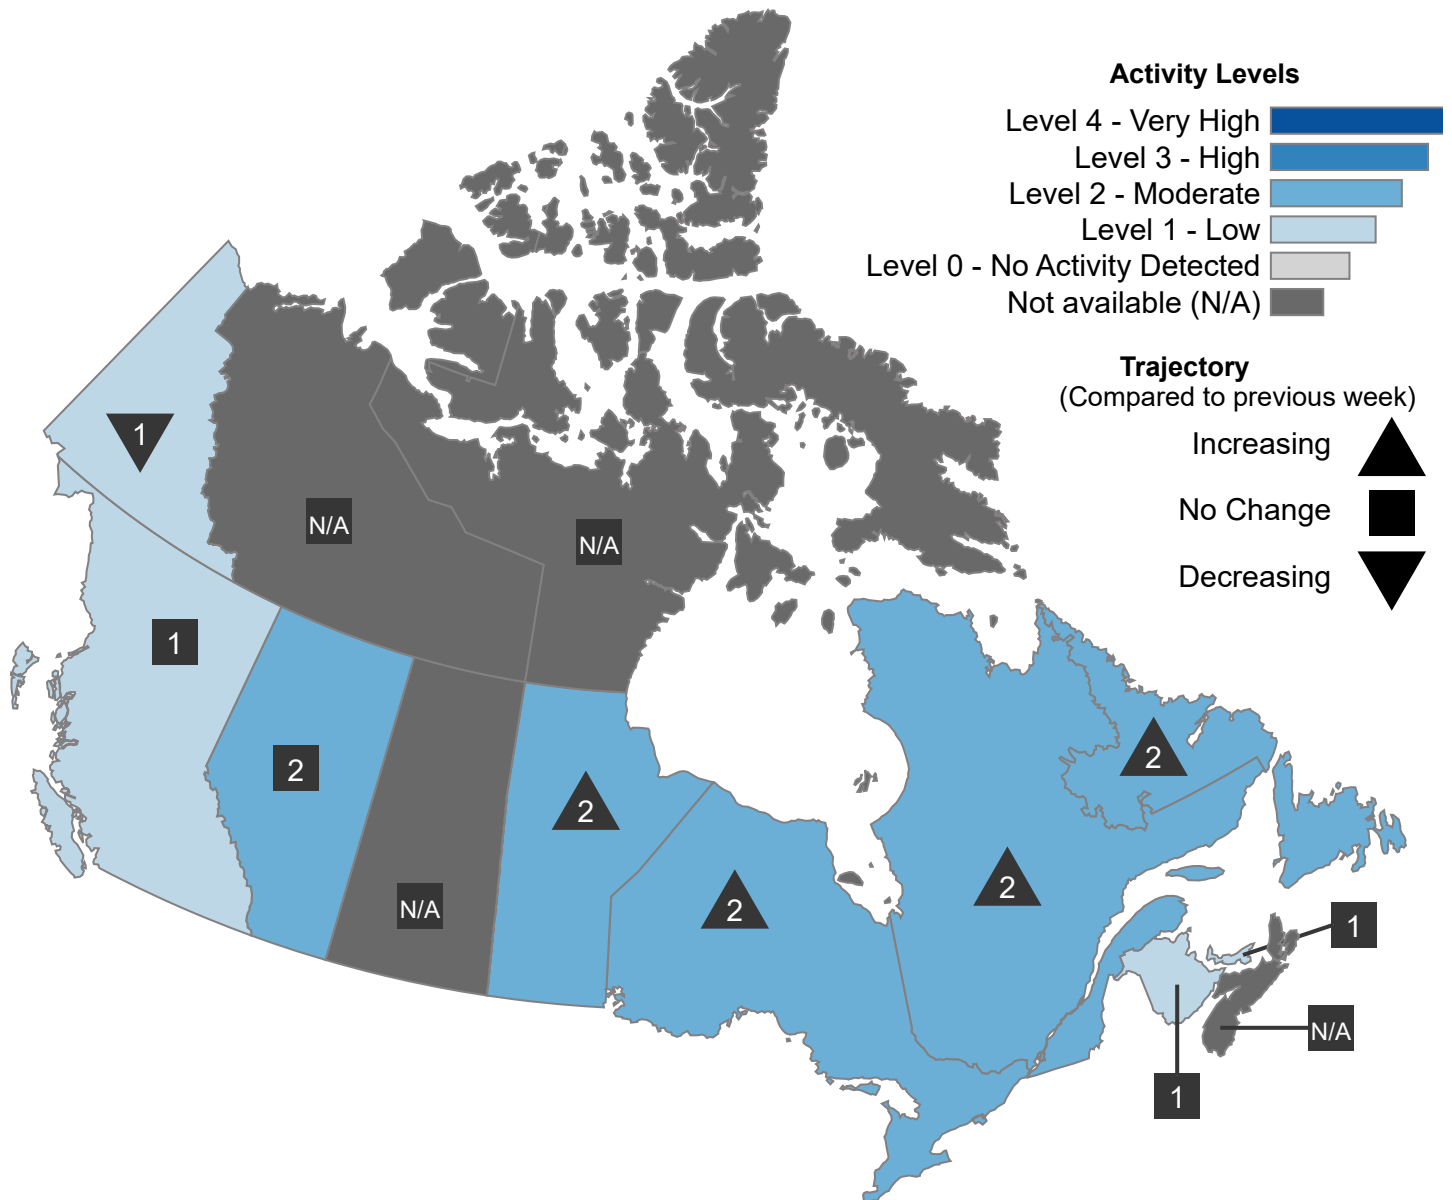 Activity Levels
Level 4 - Very High
Level 3 - High
Level 2 - Moderate
Level 1 - Low
Level 0 - No Activity Detected
Not available (N/A)
Trajectory
(Compared to previous week)
Increasing
No Change
Decreasing
1
N/A
N/A
1
2
2
N/A
2
2
2
1
N/A
1